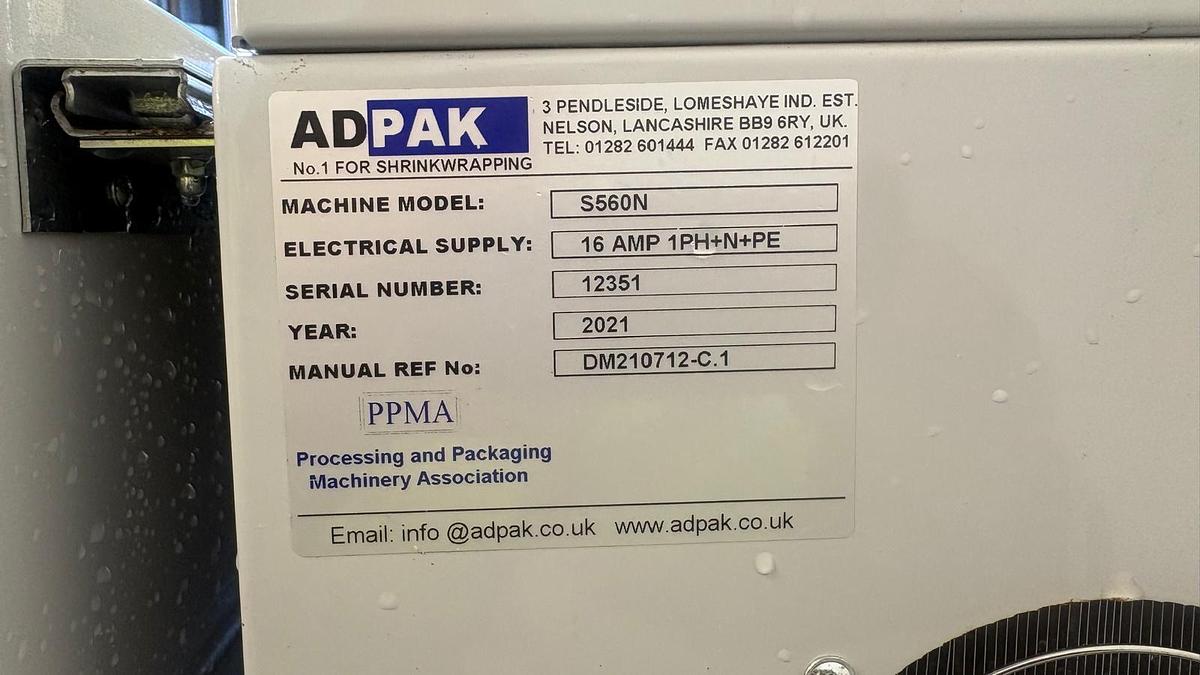 ADPAK
No.1 FOR SHRINKWRAPPING
3 PENDLESIDE, LOMESHAYE IND. EST.
NELSON, LANCASHIRE BB9 6RY, UK.
TEL: 01282 601444 FAX 01282 612201
MACHINE MODEL: S560N
ELECTRICAL SUPPLY: 16 AMP 1PH+N+PE
SERIAL NUMBER: 12351
YEAR: 2021
MANUAL REF No: DM210712-C.1
PPMA
Processing and Packaging
Machinery Association
Email: info @adpak.co.uk www.adpak.co.uk